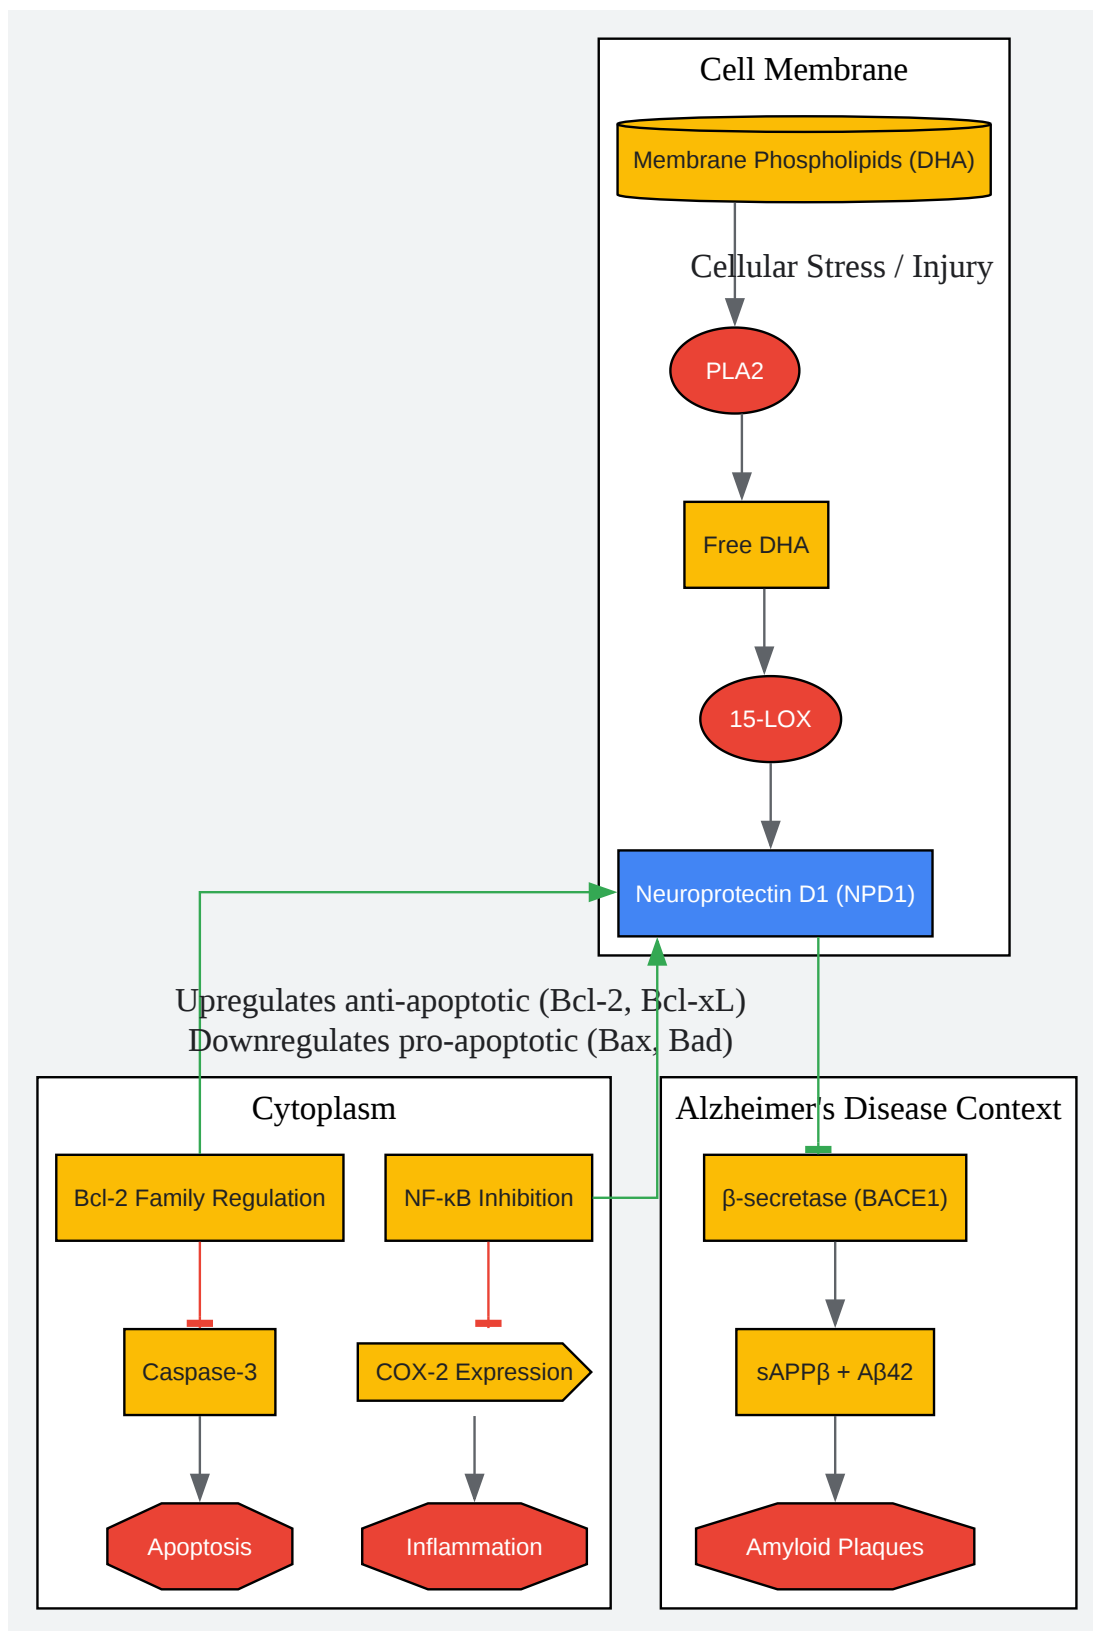 Cell Membrane
Membrane Phospholipids (DHA)
Cellular Stress / Injury
PLA2
Free DHA
15-LOX
Neuroprotectin D1 (NPD1)
Upregulates anti-apoptotic (Bcl-2, Bcl-xL)
Downregulates pro-apoptotic (Bax, Bad)
Cytoplasm
Bcl-2 Family Regulation
NF-κB Inhibition
Caspase-3
COX-2 Expression
Apoptosis
Inflammation
Alzheimer's Disease Context
β-secretase (BACE1)
sAPPβ + Aβ42
Amyloid Plaques